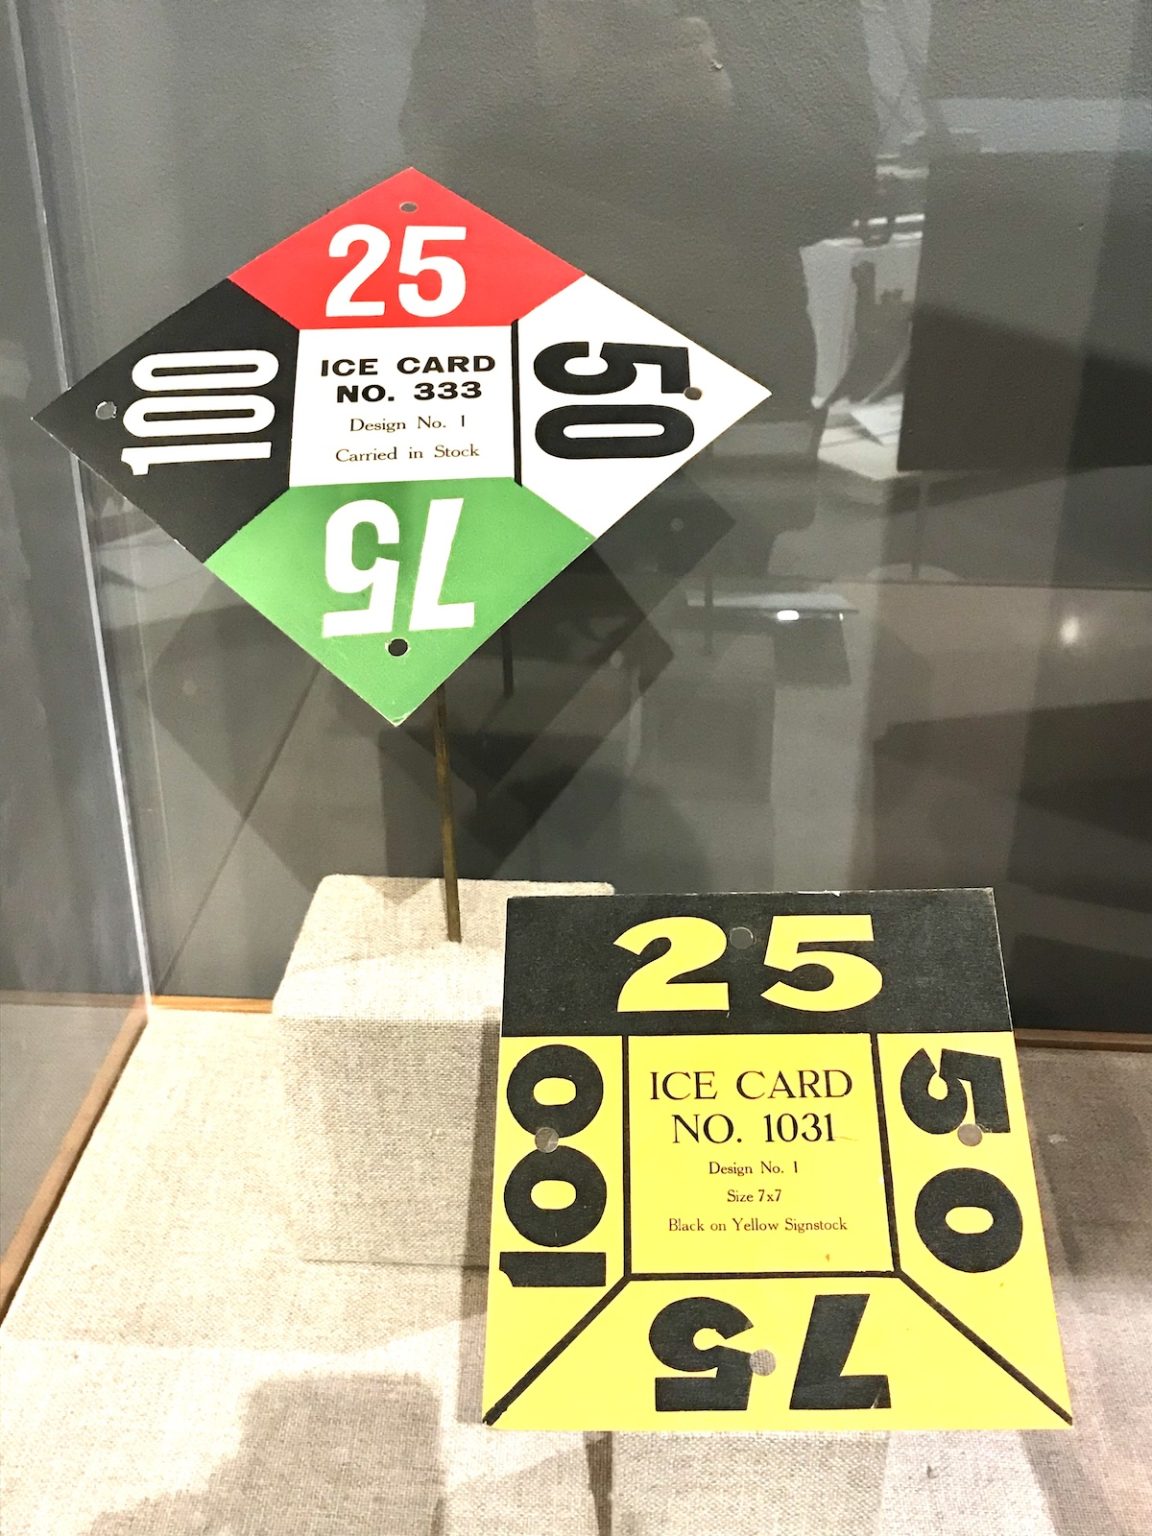 25
100
ICE CARD
NO. 333
Design No. 1
Carried in Stock
50
75
25
100
ICE CARD
NO. 1031
Design No. 1
Size 7x7
Black on Yellow Signstock
50
75